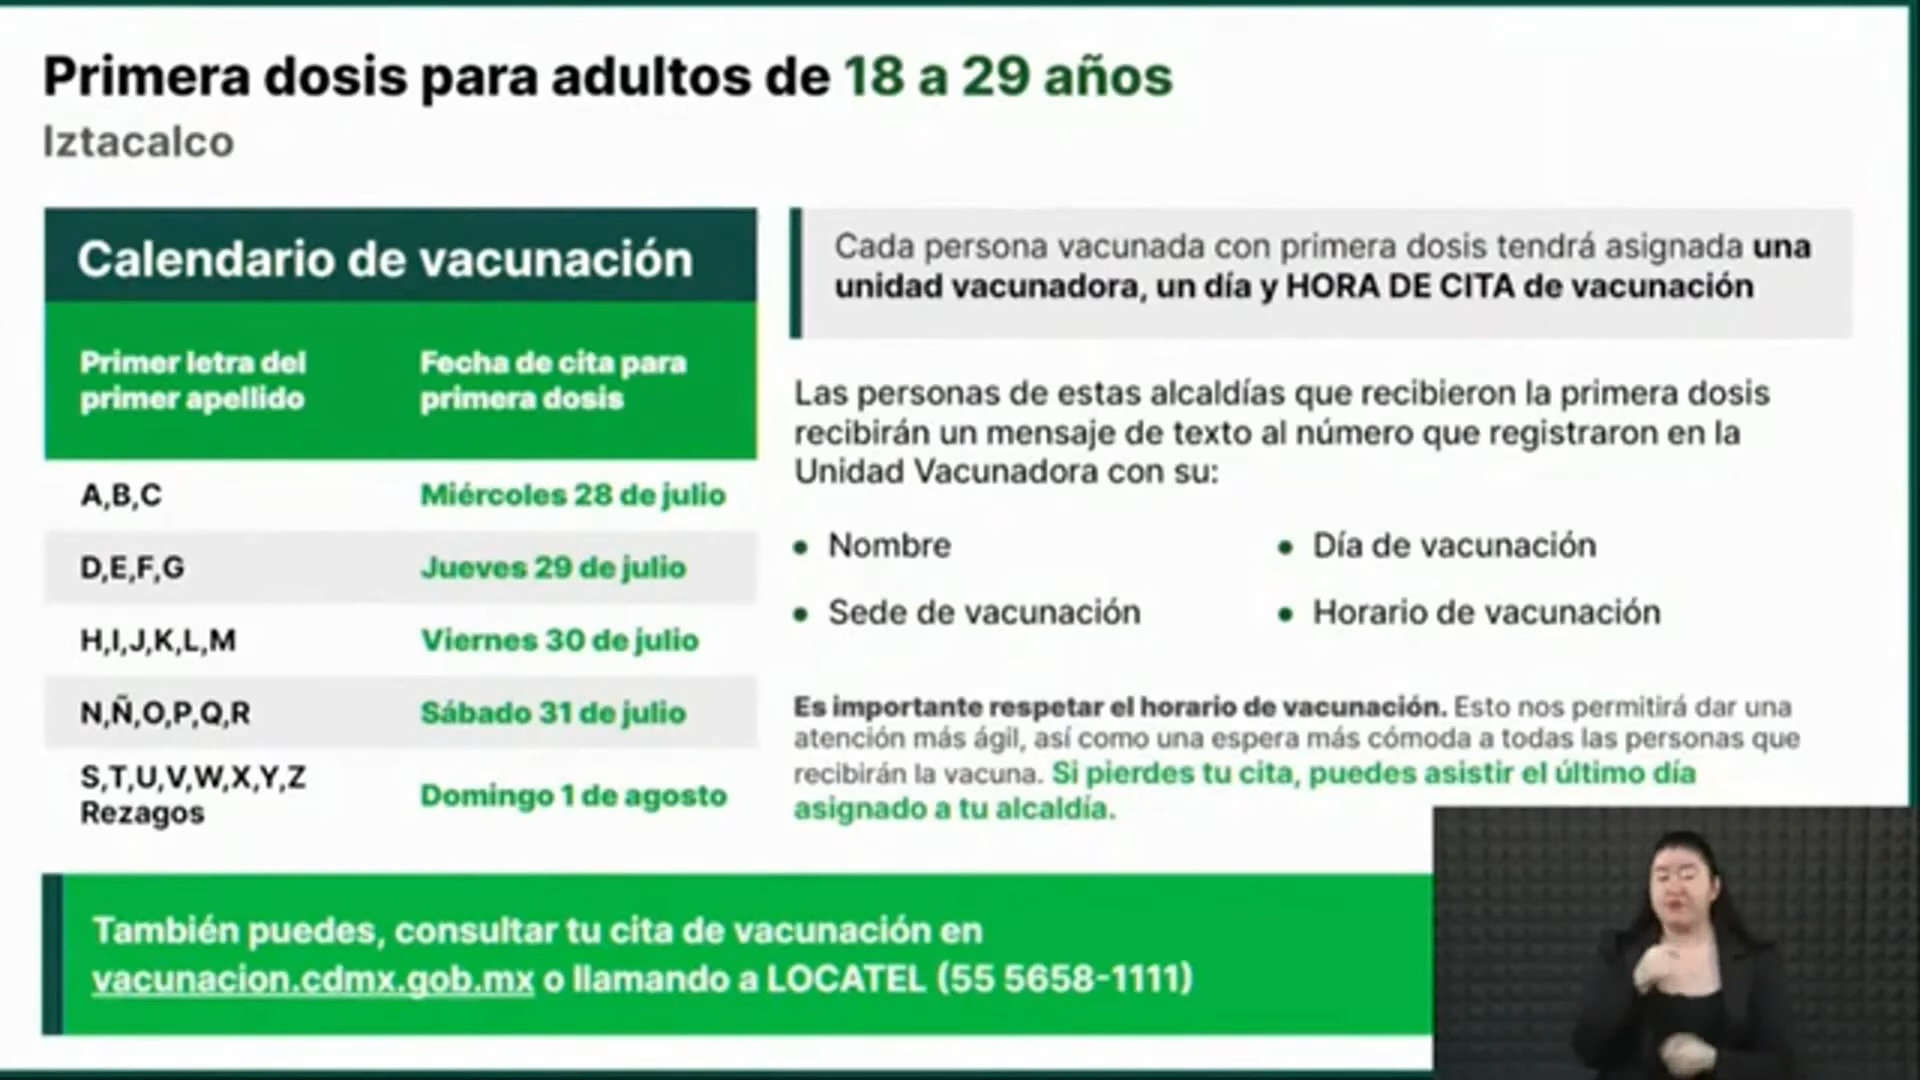 Primera dosis para adultos de 18 a 29 años
Iztacalco
Calendario de vacunación
Primer letra del
primer apellido
Fecha de cita para
primera dosis
A,B,C
Miércoles 28 de julio
D,E,F,G
Jueves 29 de julio
H,I,J,K,L,M
Viernes 30 de julio
N,Ñ,O,P,Q,R
Sábado 31 de julio
S,T,U,V,W,X,Y,Z
Rezagos
Domingo 1 de agosto
Cada persona vacunada con primera dosis tendrá asignada una
unidad vacunadora, un día y HORA DE CITA de vacunación
Las personas de estas alcaldías que recibieron la primera dosis
recibirán un mensaje de texto al número que registraron en la
Unidad Vacunadora con su:
• Nombre
• Día de vacunación
• Sede de vacunación
• Horario de vacunación
Es importante respetar el horario de vacunación. Esto nos permitirá dar una
atención más ágil, así como una espera más cómoda a todas las personas que
recibirán la vacuna. Si pierdes tu cita, puedes asistir el último día
asignado a tu alcaldía.
También puedes, consultar tu cita de vacunación en
vacunacion.cdmx.gob.mx o llamando a LOCATEL (55 5658-1111)